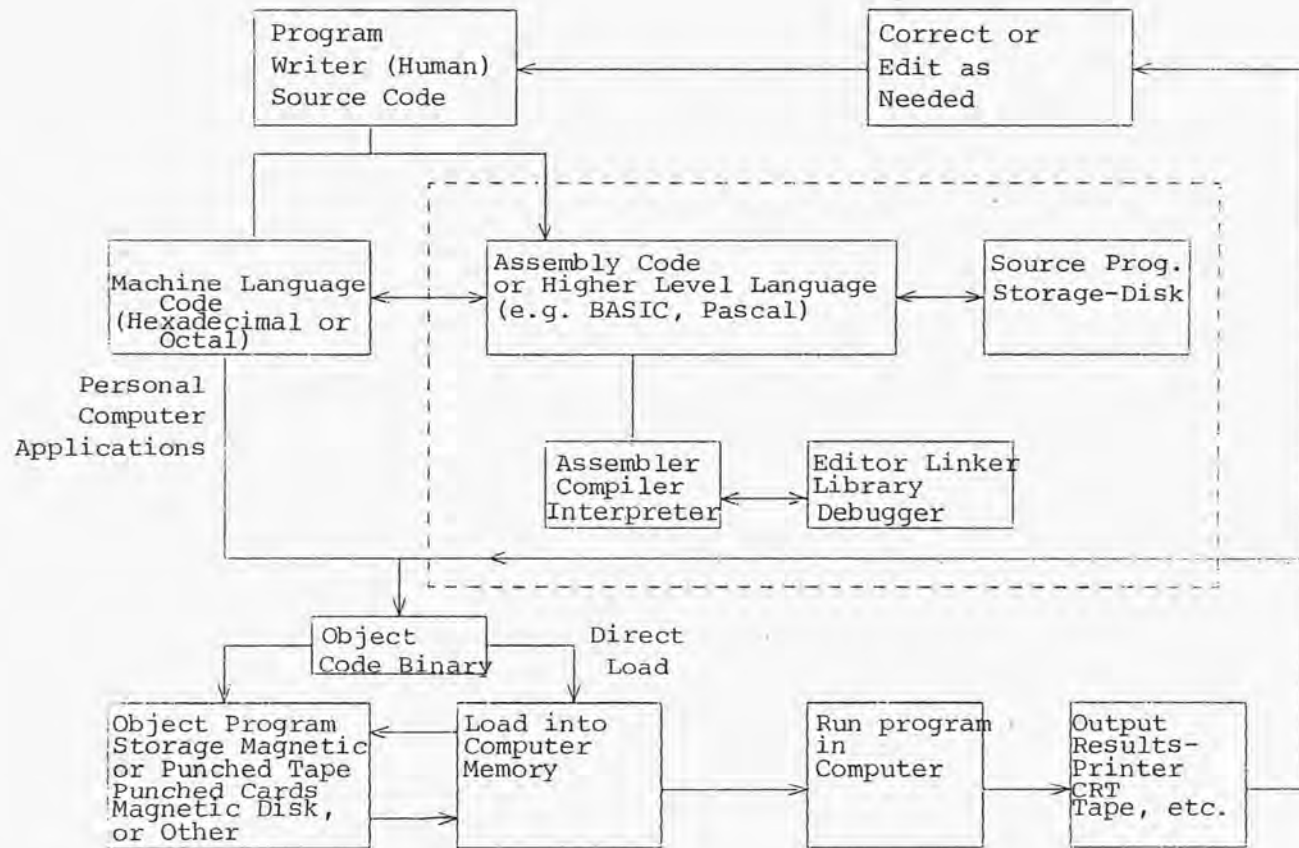 Program
Writer (Human)
Source Code
Correct or
Edit as
Needed
Machine Language
Code
(Hexadecimal or
Octal)
Assembly Code
or Higher Level Language
(e.g. BASIC, Pascal)
Source Prog.
Storage-Disk
Personal
Computer
Applications
Assembler
Compiler
Interpreter
Editor Linker
Library
Debugger
Object
Code Binary
Direct
Load
Object Program
Storage Magnetic
or Punched Tape
Punched Cards
Magnetic Disk,
or Other
Load into
Computer
Memory
Run program
in
Computer
Output
Results-
Printer
CRT
Tape, etc.